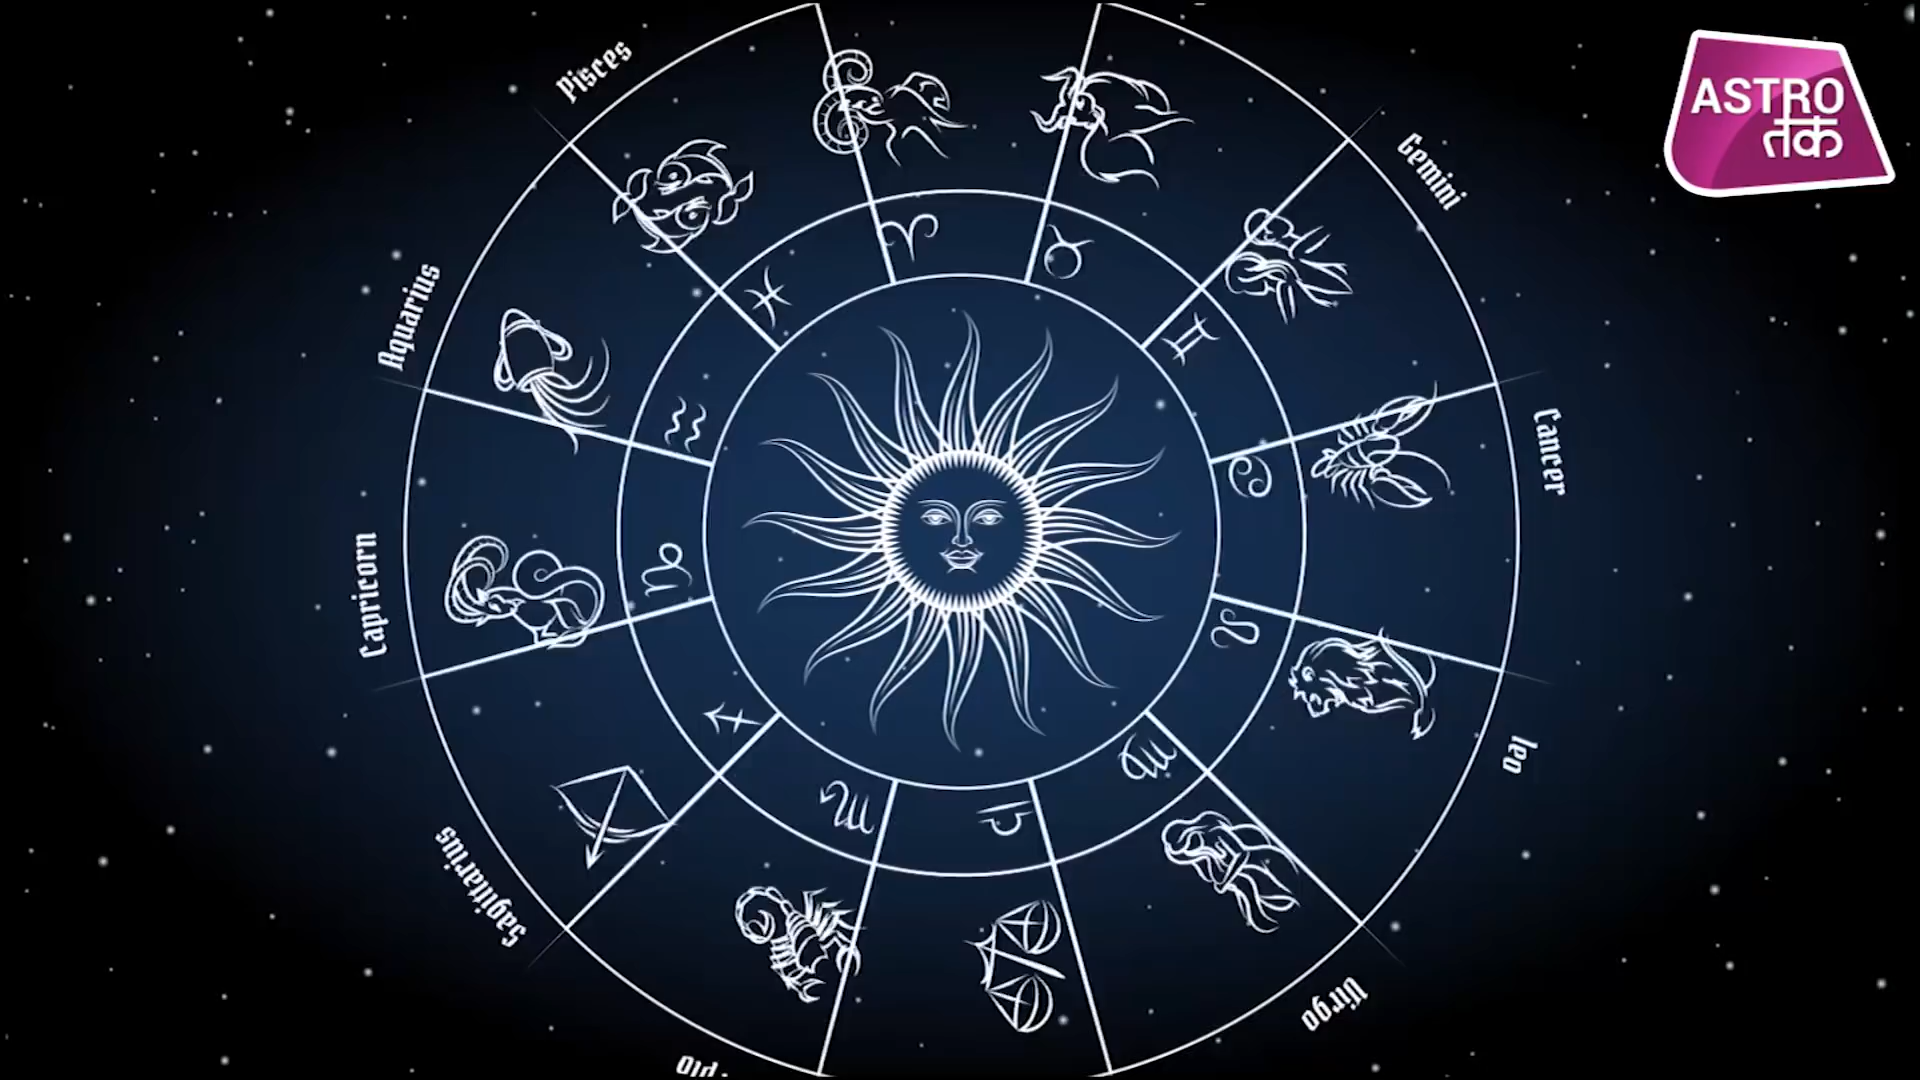 Pisces
ASTRO
तक
Gemini
Aquarius
Cancer
Capricorn
leo
Sagittarius
Virgo